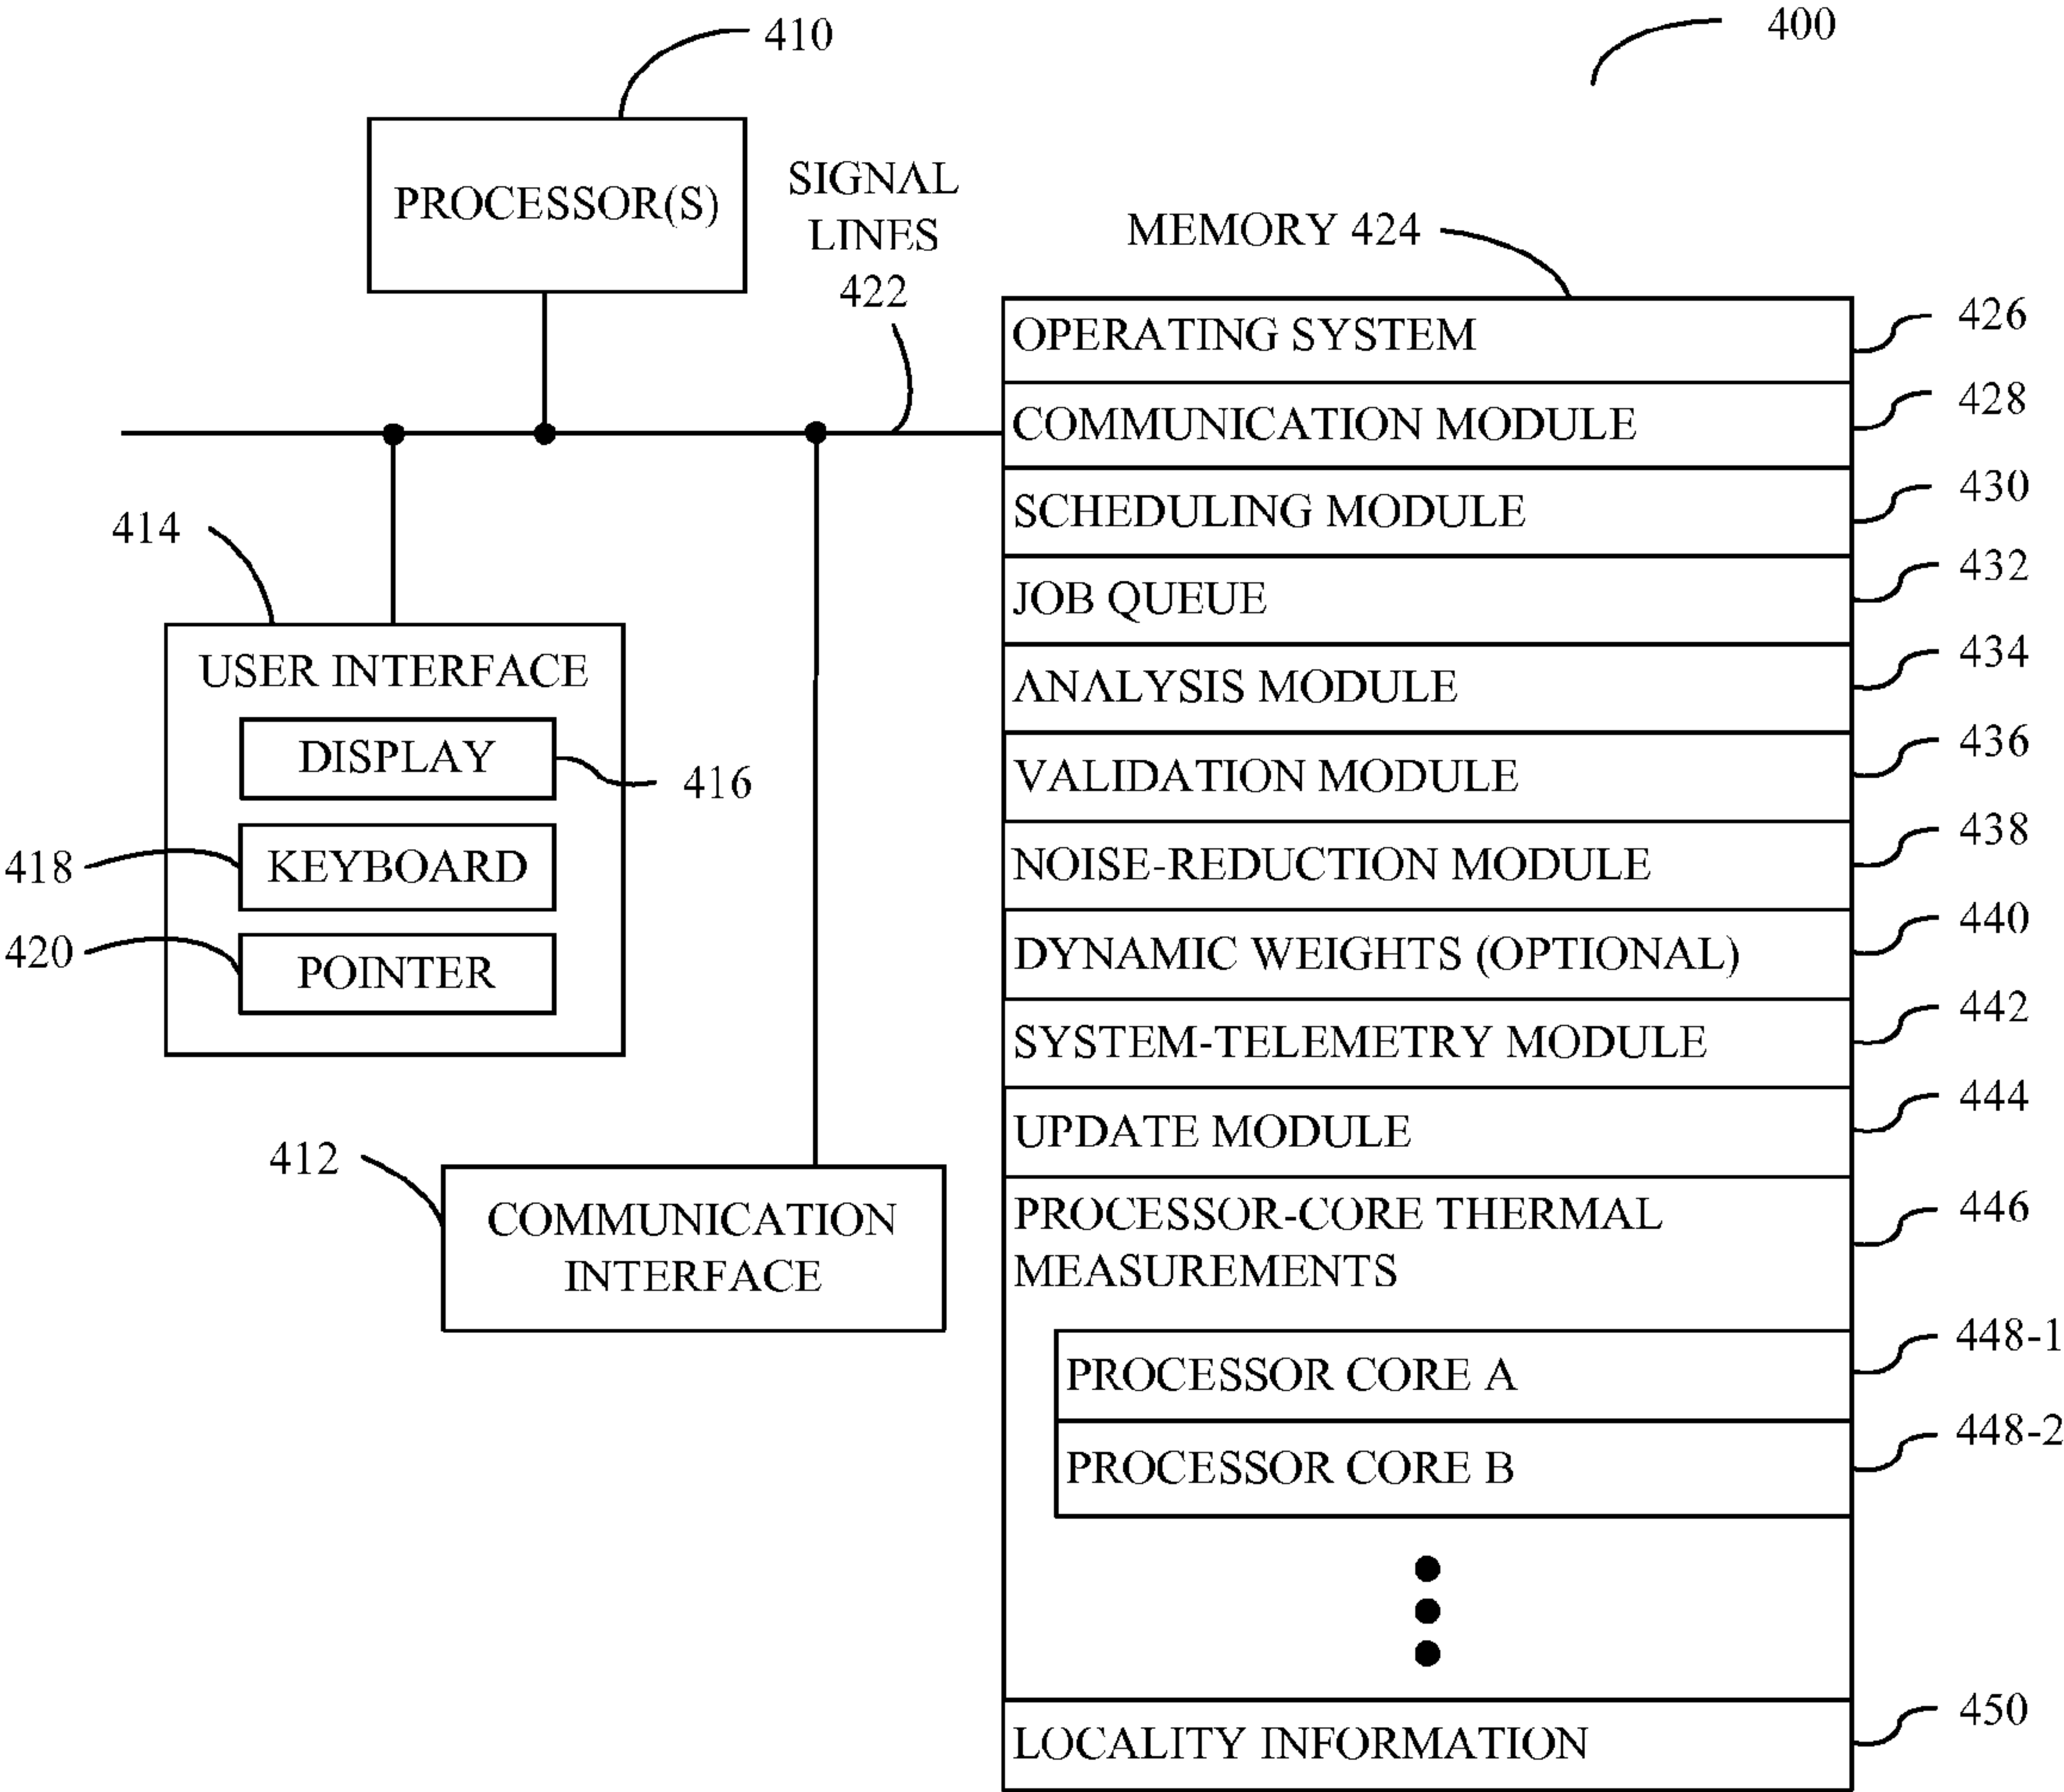 410
400
PROCESSOR(S)
SIGNAL
LINES
422
MEMORY 424
OPERATING SYSTEM
426
COMMUNICATION MODULE
428
SCHEDULING MODULE
430
JOB QUEUE
432
ANALYSIS MODULE
434
VALIDATION MODULE
436
NOISE-REDUCTION MODULE
438
DYNAMIC WEIGHTS (OPTIONAL)
440
SYSTEM-TELEMETRY MODULE
442
UPDATE MODULE
444
PROCESSOR-CORE THERMAL
MEASUREMENTS
446
PROCESSOR CORE A
448-1
PROCESSOR CORE B
448-2
LOCALITY INFORMATION
450
414
USER INTERFACE
DISPLAY
416
418
KEYBOARD
420
POINTER
412
COMMUNICATION
INTERFACE